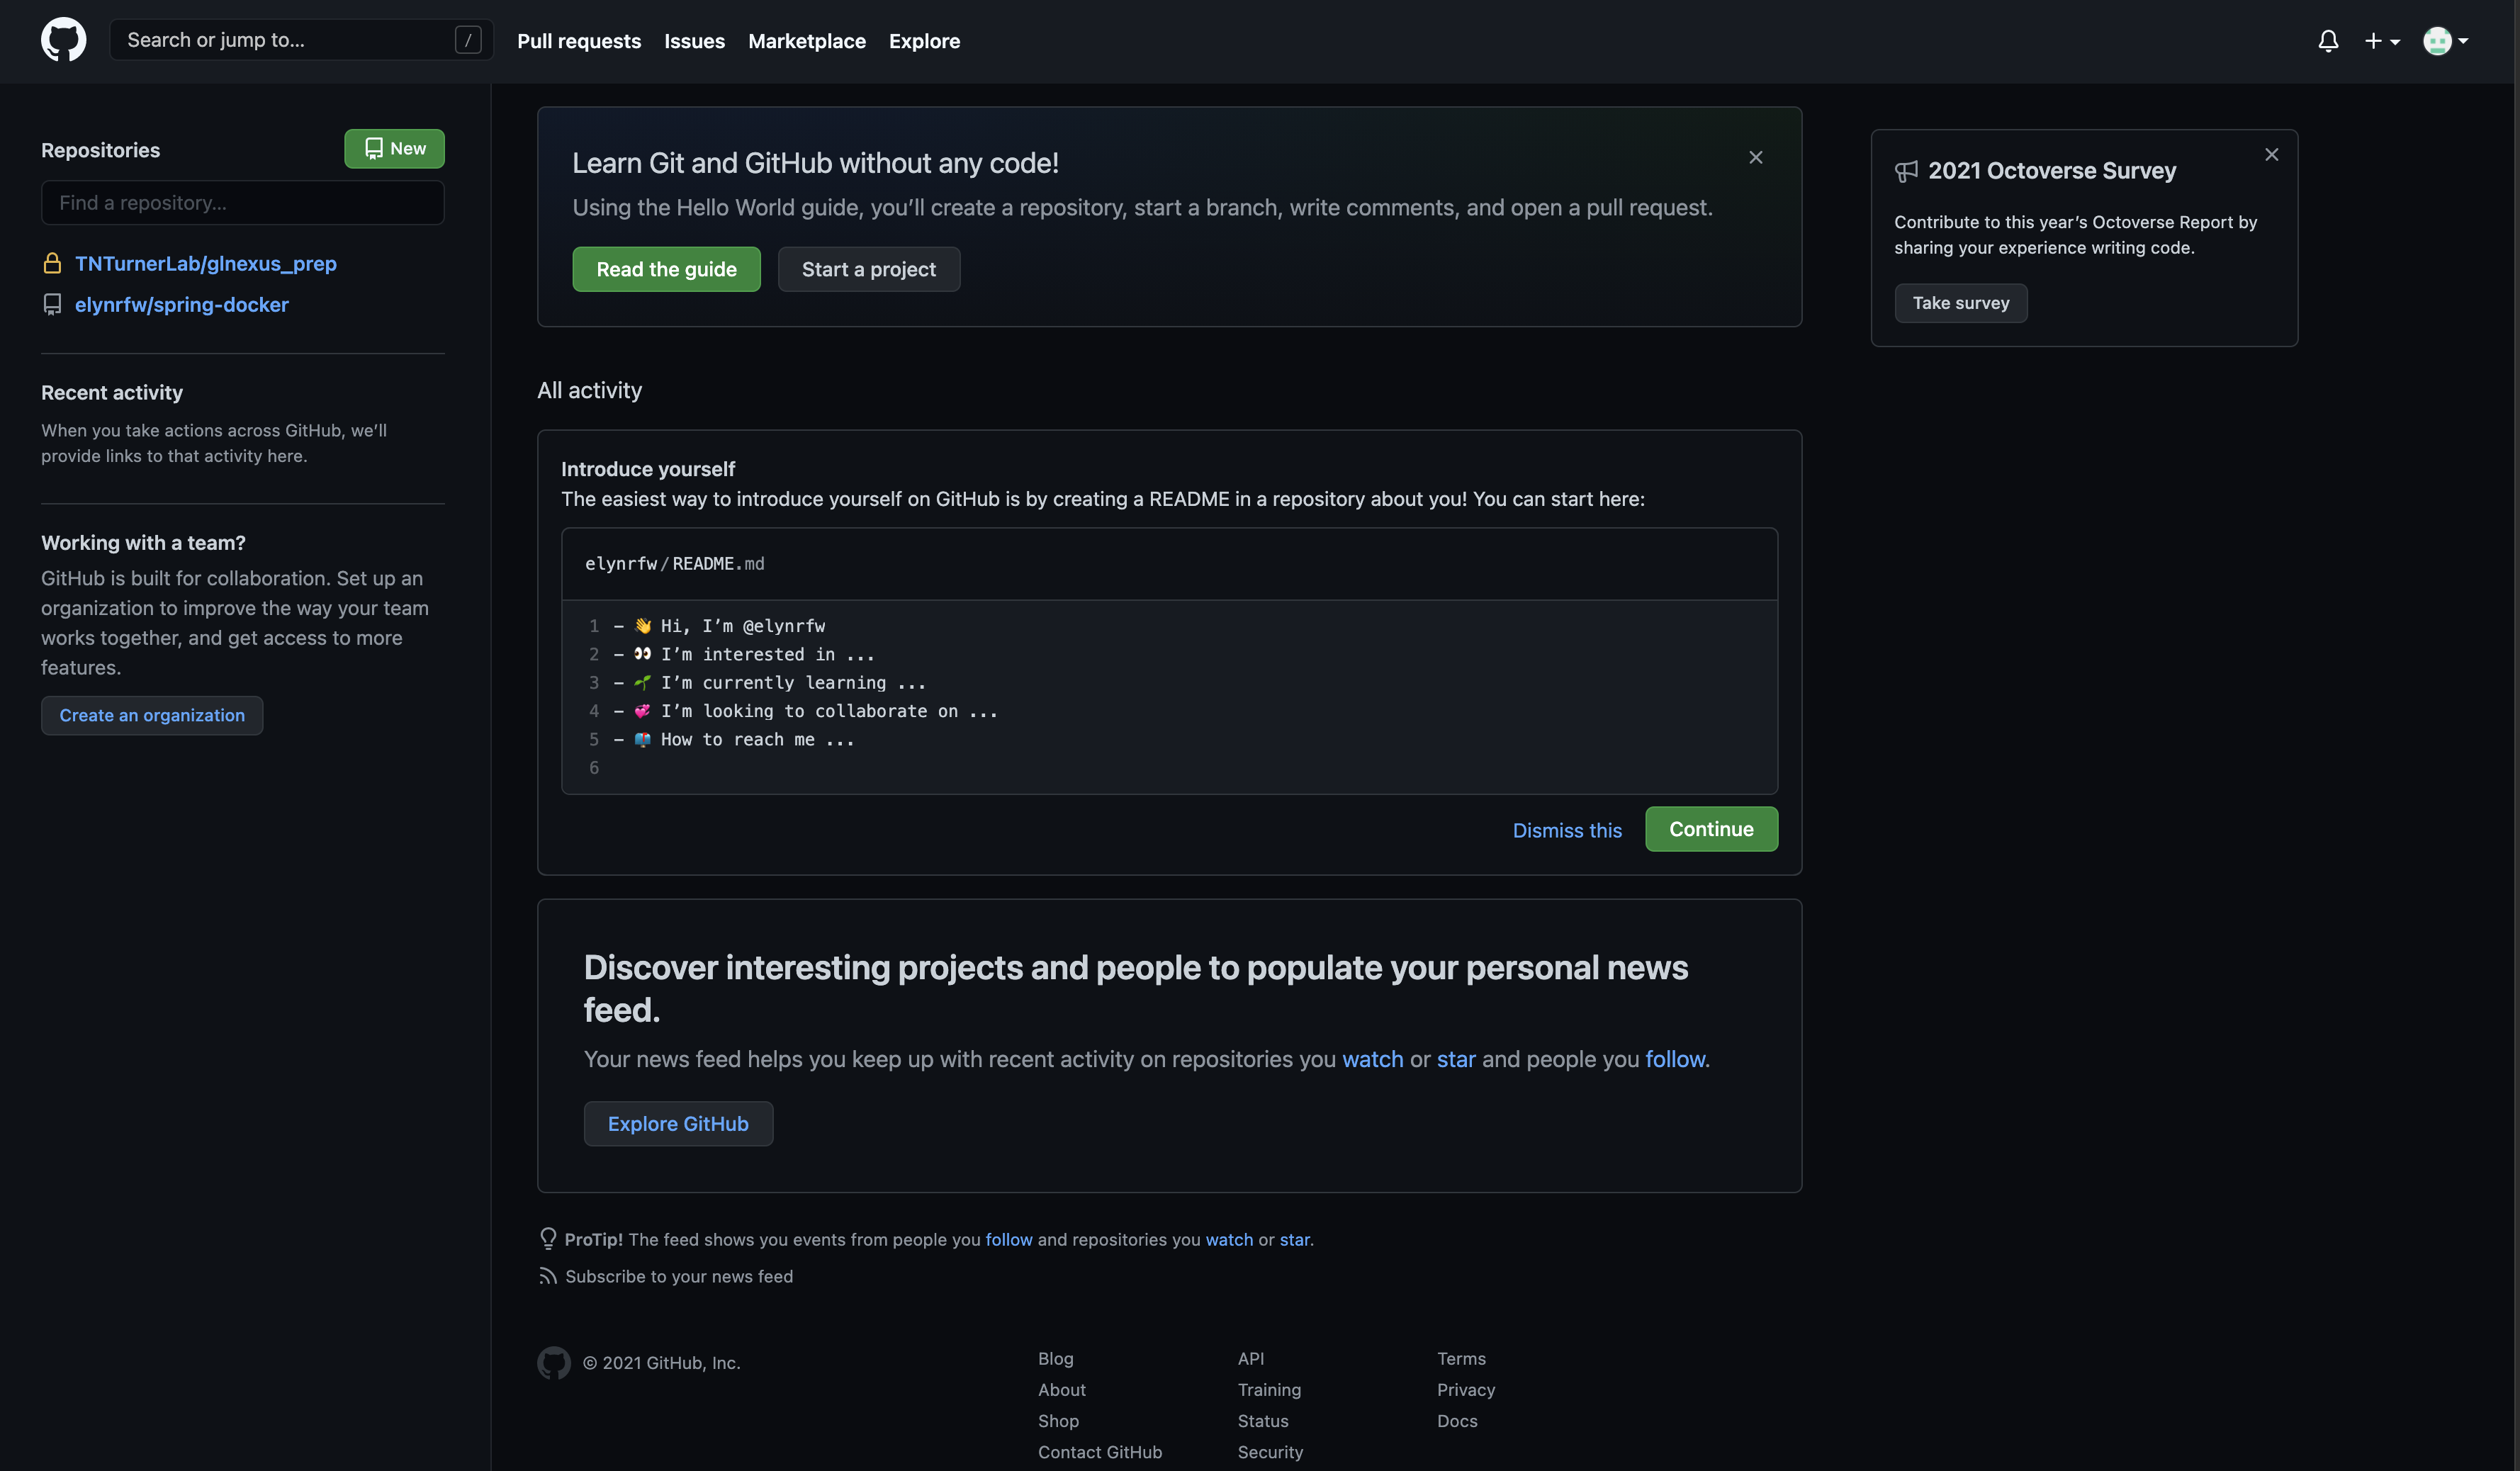 Search or jump to... /
Pull requests Issues Marketplace Explore
Repositories
New
Find a repository...
TNTurnerLab/glnexus_prep
elynrfw/spring-docker
Recent activity
When you take actions across GitHub, we’ll
provide links to that activity here.
Working with a team?
GitHub is built for collaboration. Set up an
organization to improve the way your team
works together, and get access to more
features.
Create an organization
Learn Git and GitHub without any code!
Using the Hello World guide, you’ll create a repository, start a branch, write comments, and open a pull request.
Read the guide
Start a project
All activity
Introduce yourself
The easiest way to introduce yourself on GitHub is by creating a README in a repository about you! You can start here:
elynrfw/README.md
1 – 👋 Hi, I’m @elynrfw
2 – 👀 I’m interested in ...
3 – 🌱 I’m currently learning ...
4 – 💞️ I’m looking to collaborate on ...
5 – 📫 How to reach me ...
6
Dismiss this
Continue
Discover interesting projects and people to populate your personal news
feed.
Your news feed helps you keep up with recent activity on repositories you watch or star and people you follow.
Explore GitHub
ProTip! The feed shows you events from people you follow and repositories you watch or star.
Subscribe to your news feed
2021 Octoverse Survey
Contribute to this year’s Octoverse Report by
sharing your experience writing code.
Take survey
© 2021 GitHub, Inc.
Blog
About
Shop
Contact GitHub
API
Training
Status
Security
Terms
Privacy
Docs